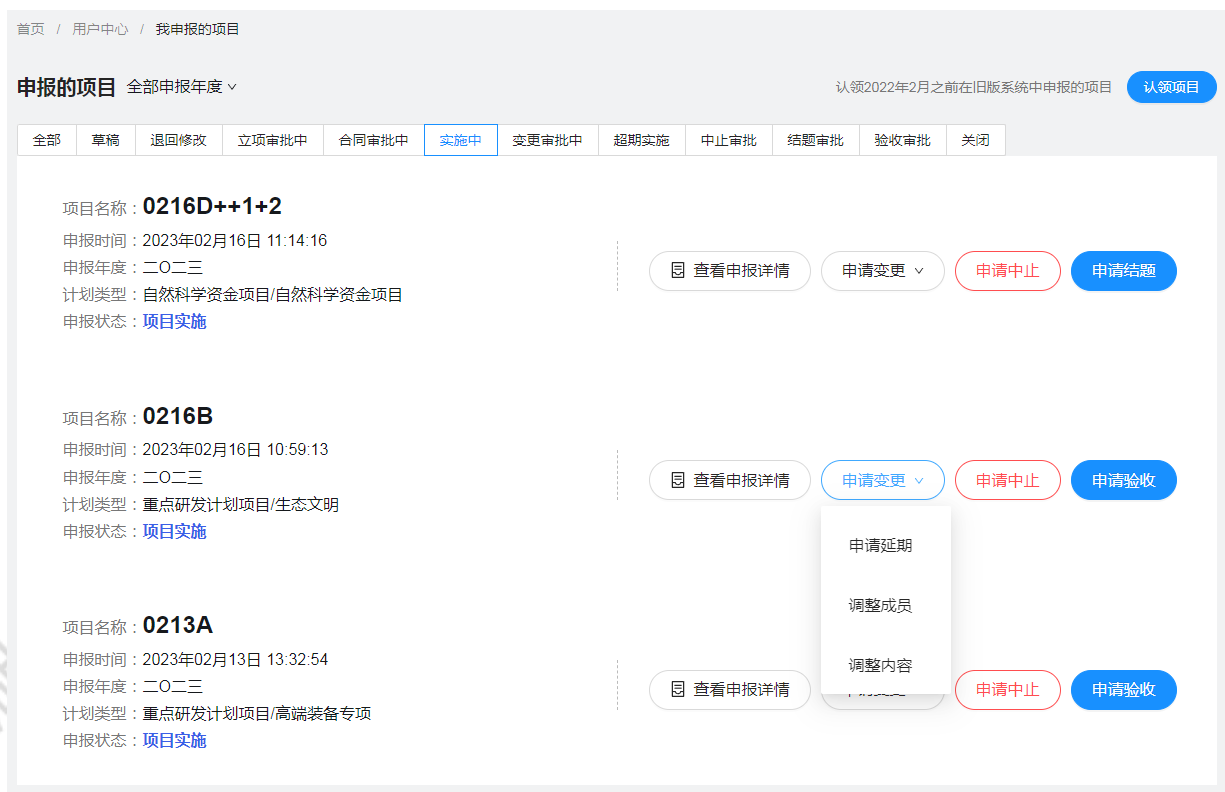 首页 / 用户中心 / 我申报的项目
申报的项目 全部申报年度
认领2022年2月之前在旧版系统中申报的项目 认领项目
全部 草稿 退回修改 立项审批中 合同审批中 实施中 变更审批中 超期实施 中止审批 结题审批 验收审批 关闭
项目名称：0216D++1+2
申报时间：2023年02月16日 11:14:16
申报年度：二〇二三
计划类型：自然科学资金项目/自然科学资金项目
申报状态：项目实施
查看申报详情 申请变更 申请中止 申请结题
项目名称：0216B
申报时间：2023年02月16日 10:59:13
申报年度：二〇二三
计划类型：重点研发计划项目/生态文明
申报状态：项目实施
查看申报详情 申请变更 申请中止 申请验收
申请延期
调整成员
调整内容
项目名称：0213A
申报时间：2023年02月13日 13:32:54
申报年度：二〇二三
计划类型：重点研发计划项目/高端装备专项
申报状态：项目实施
查看申报详情 申请中止 申请验收